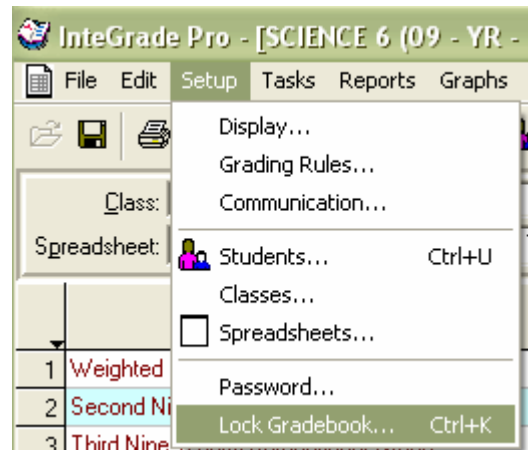 InteGrade Pro - [SCIENCE 6 (09 - YR -
File Edit Setup Tasks Reports Graphs
Display...
Grading Rules...
Class:
Communication...
Spreadsheet:
Students... Ctrl+U
Classes...
Spreadsheets...
1 Weighted
Password...
2 Second Ni
Lock Gradebook... Ctrl+K
3 Third Nine